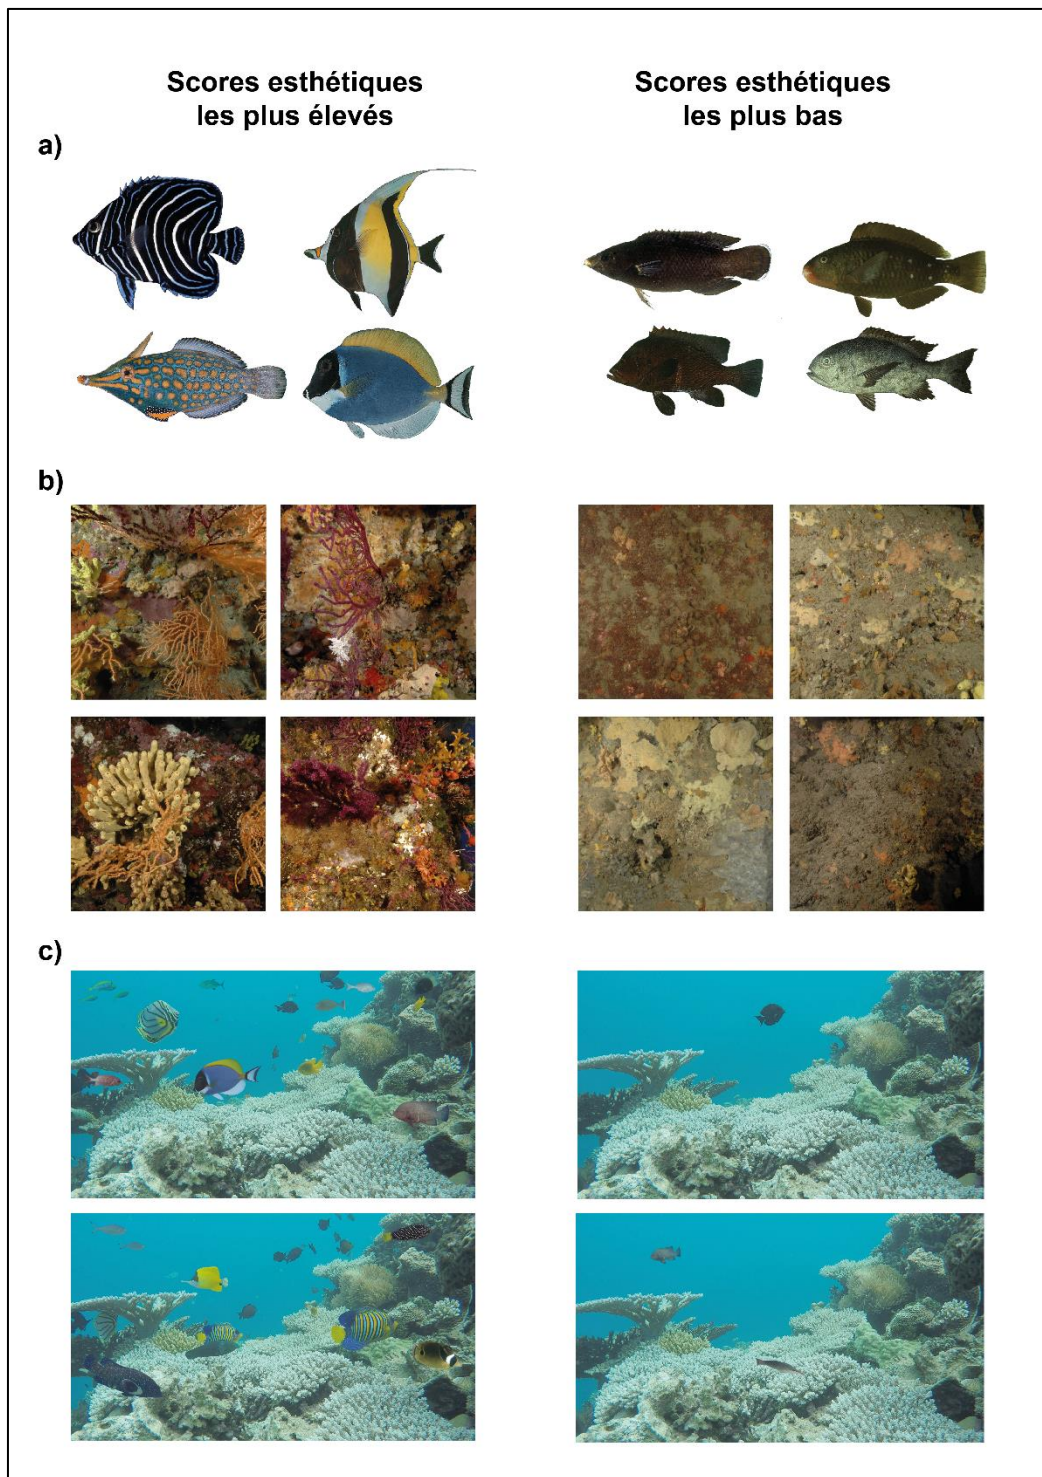 Scores esthétiques
les plus élevés
Scores esthétiques
les plus bas
a)
b)
c)